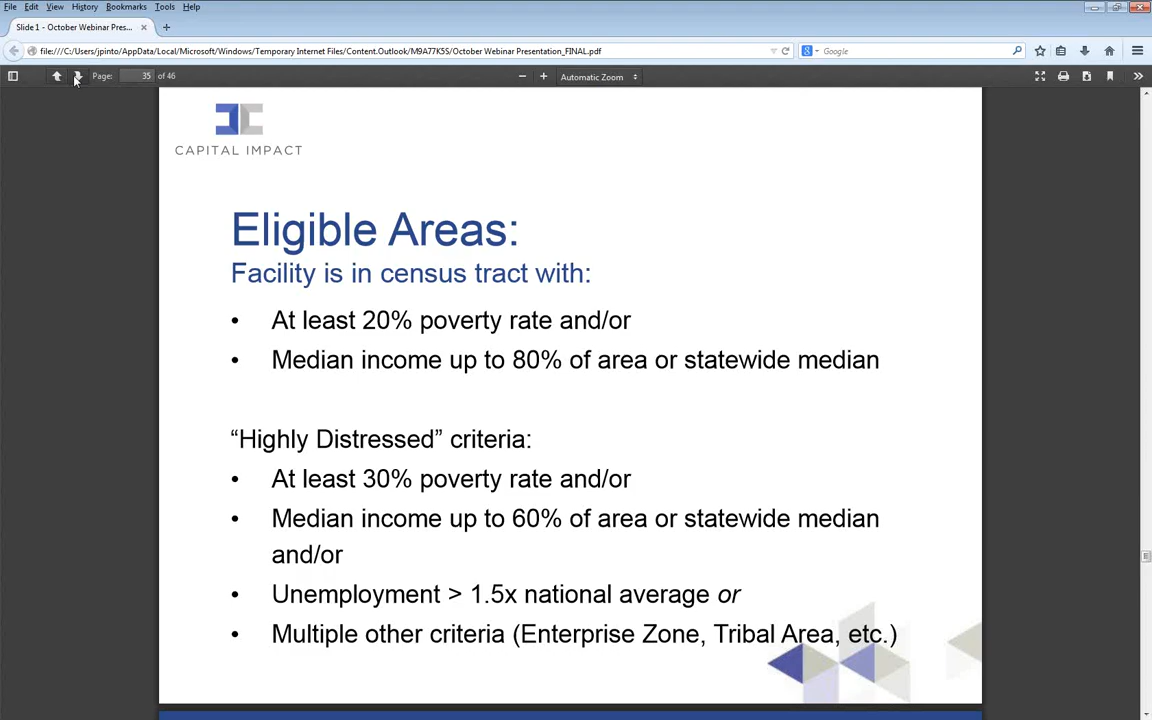 File Edit View History Bookmarks Tools Help
Slide 1 - October Webinar Pres...
file:///C:/Users/jpinto/AppData/Local/Microsoft/Windows/Temporary Internet Files/Content.Outlook/M9A77K5S/October Webinar Presentation_FINAL.pdf
Google
Page: 35 of 46
Automatic Zoom
CAPITAL IMPACT
Eligible Areas:
Facility is in census tract with:
• At least 20% poverty rate and/or
• Median income up to 80% of area or statewide median
“Highly Distressed” criteria:
• At least 30% poverty rate and/or
• Median income up to 60% of area or statewide median
and/or
• Unemployment > 1.5x national average or
• Multiple other criteria (Enterprise Zone, Tribal Area, etc.)